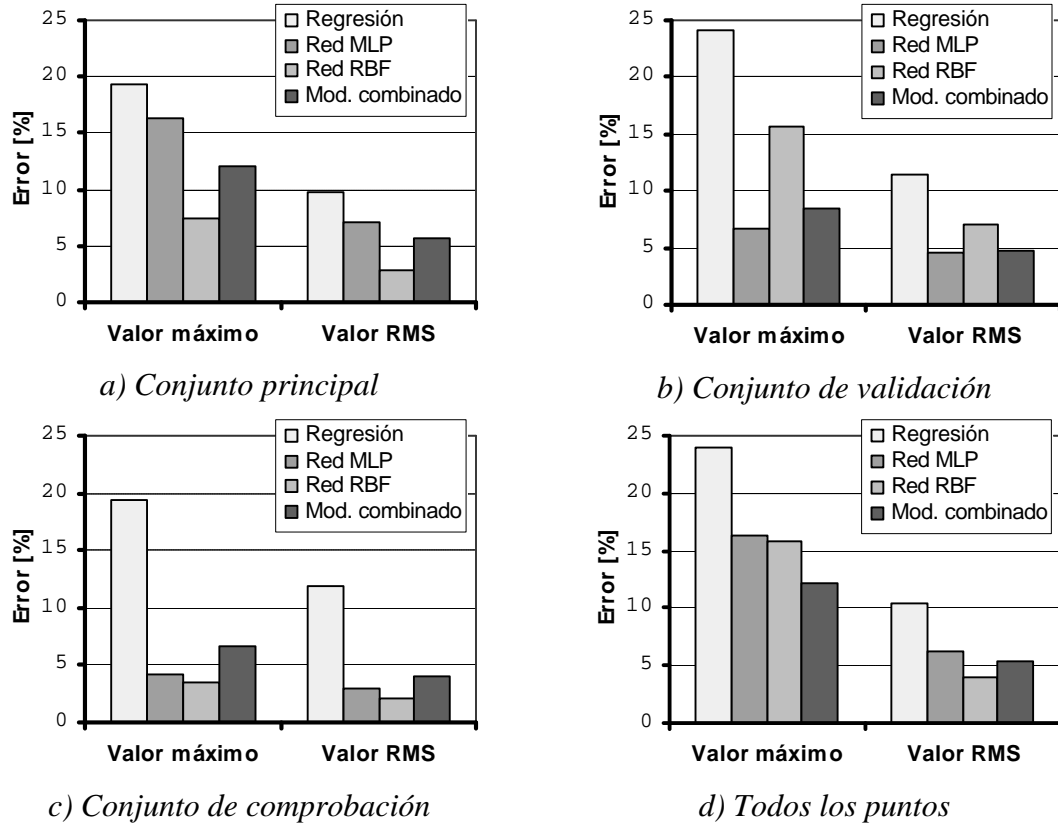 25
20
15
10
5
0
Error [%]
Regresión
Red MLP
Red RBF
Mod. combinado
Valor máximo
Valor RMS
a) Conjunto principal
25
20
15
10
5
0
Error [%]
Regresión
Red MLP
Red RBF
Mod. combinado
Valor máximo
Valor RMS
b) Conjunto de validación
25
20
15
10
5
0
Error [%]
Regresión
Red MLP
Red RBF
Mod. combinado
Valor máximo
Valor RMS
c) Conjunto de comprobación
25
20
15
10
5
0
Error [%]
Regresión
Red MLP
Red RBF
Mod. combinado
Valor máximo
Valor RMS
d) Todos los puntos